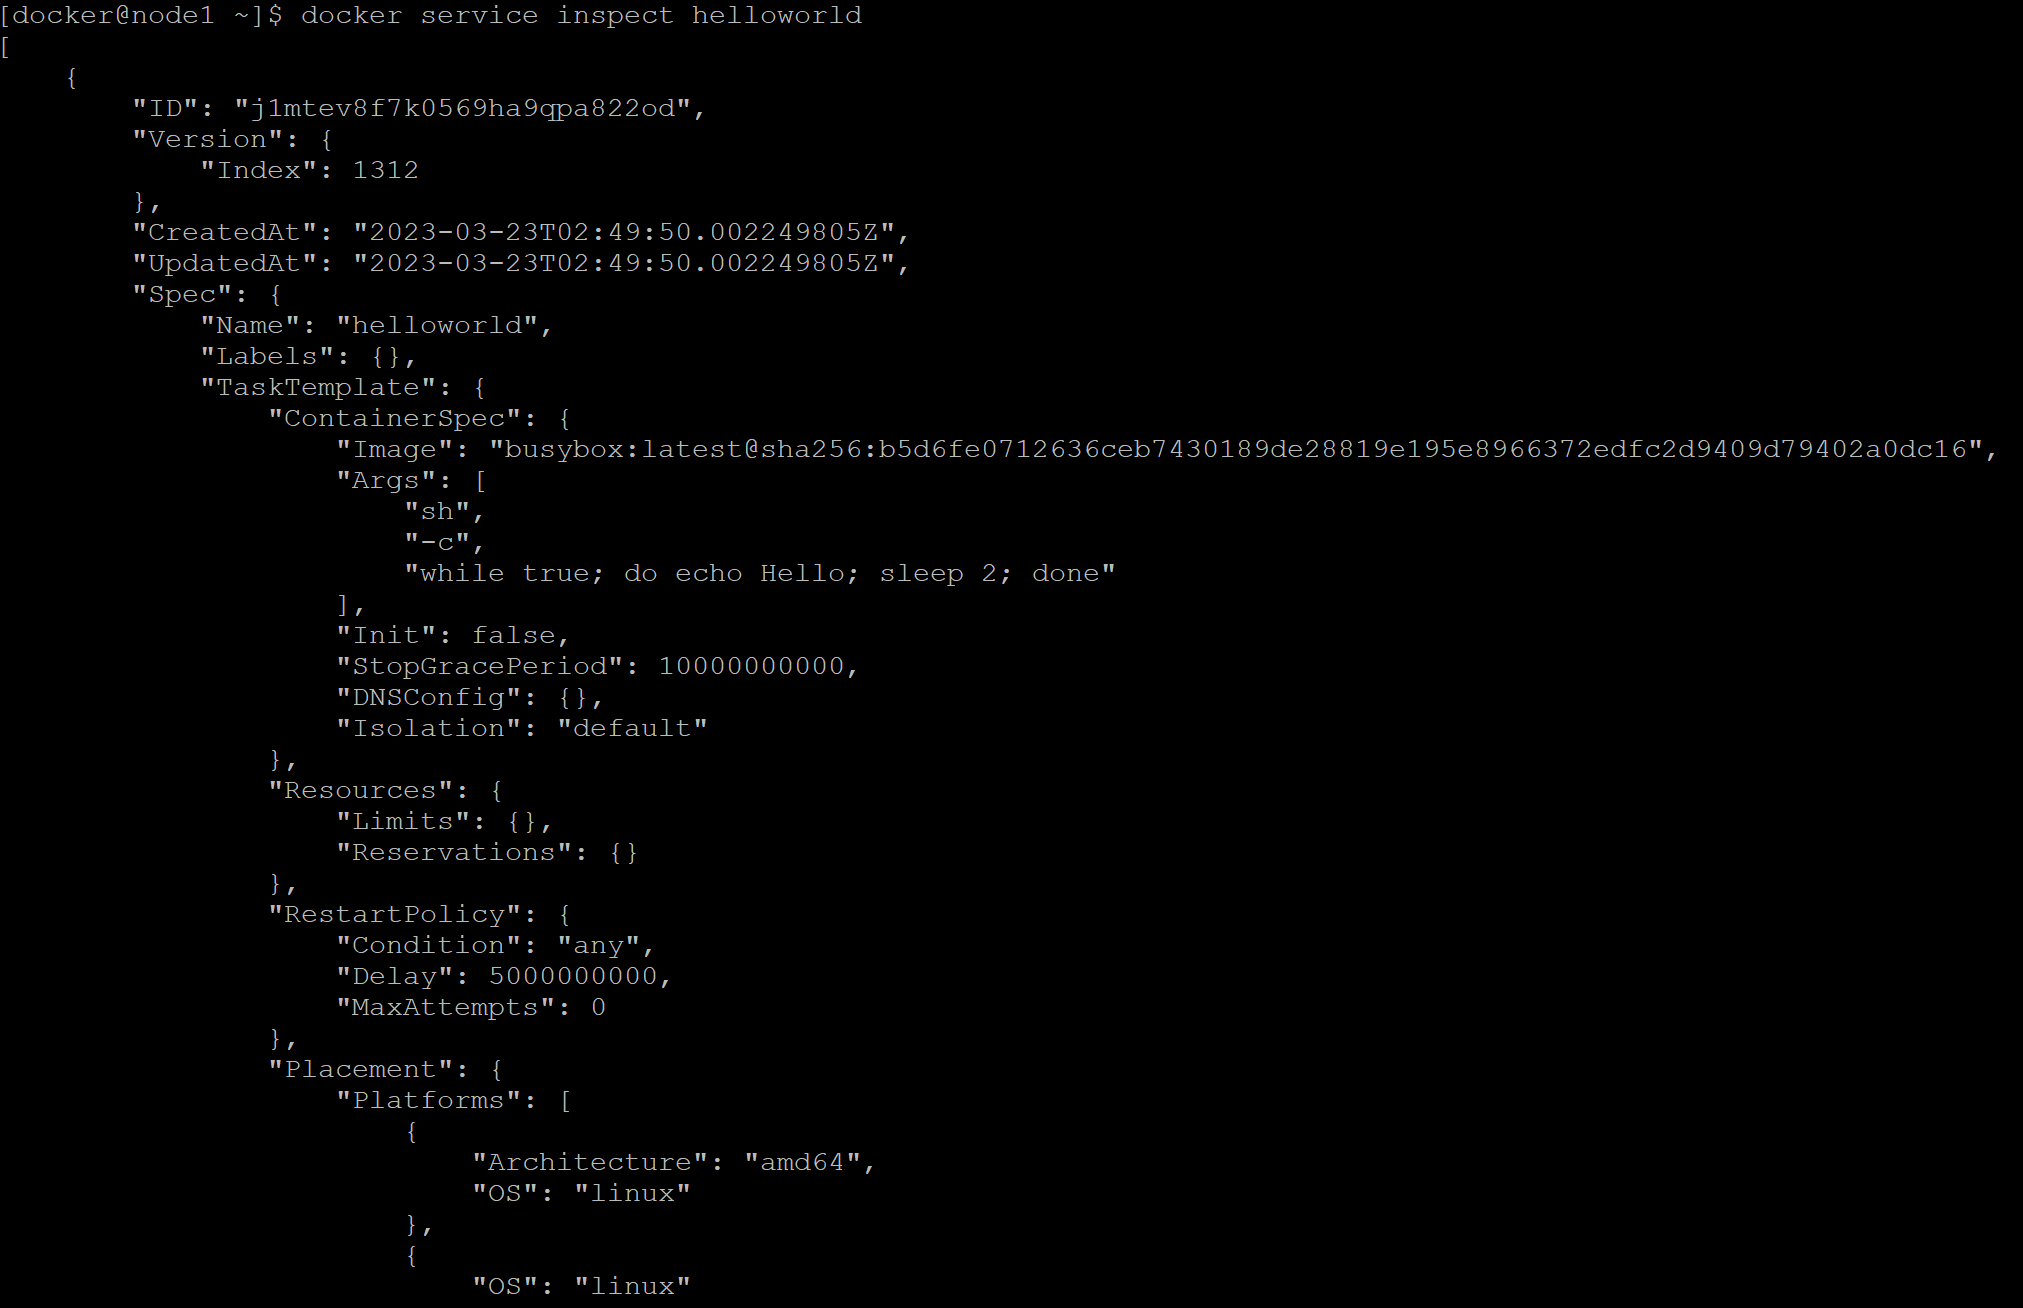 [docker@node1 ~]$ docker service inspect helloworld
[
    {
        "ID": "j1mtev8f7k0569ha9qpa822od",
        "Version": {
            "Index": 1312
        },
        "CreatedAt": "2023-03-23T02:49:50.002249805Z",
        "UpdatedAt": "2023-03-23T02:49:50.002249805Z",
        "Spec": {
            "Name": "helloworld",
            "Labels": {},
            "TaskTemplate": {
                "ContainerSpec": {
                    "Image": "busybox:latest@sha256:b5d6fe0712636ceb7430189de28819e195e8966372edfc2d9409d79402a0dc16",
                    "Args": [
                        "sh",
                        "-c",
                        "while true; do echo Hello; sleep 2; done"
                    ],
                    "Init": false,
                    "StopGracePeriod": 10000000000,
                    "DNSConfig": {},
                    "Isolation": "default"
                },
                "Resources": {
                    "Limits": {},
                    "Reservations": {}
                },
                "RestartPolicy": {
                    "Condition": "any",
                    "Delay": 5000000000,
                    "MaxAttempts": 0
                },
                "Placement": {
                    "Platforms": [
                        {
                            "Architecture": "amd64",
                            "OS": "linux"
                        },
                        {
                            "OS": "linux"